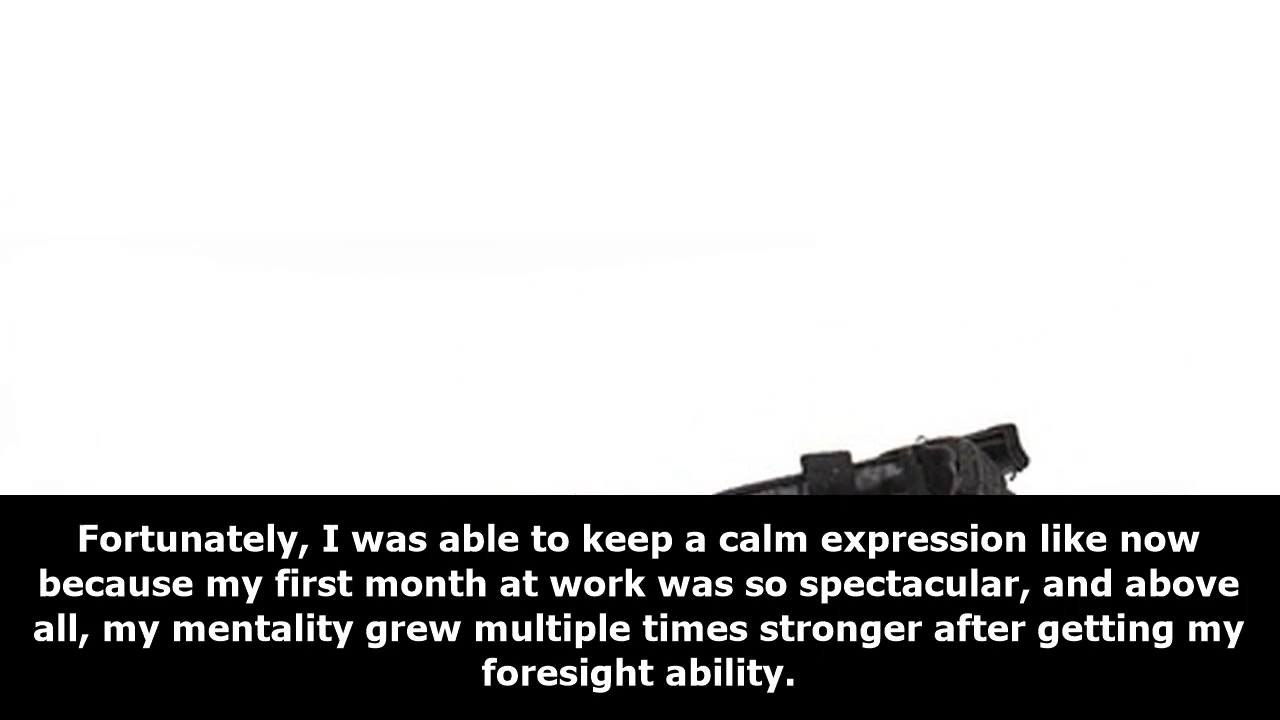 Fortunately, I was able to keep a calm expression like now
because my first month at work was so spectacular, and above
all, my mentality grew multiple times stronger after getting my
foresight ability.